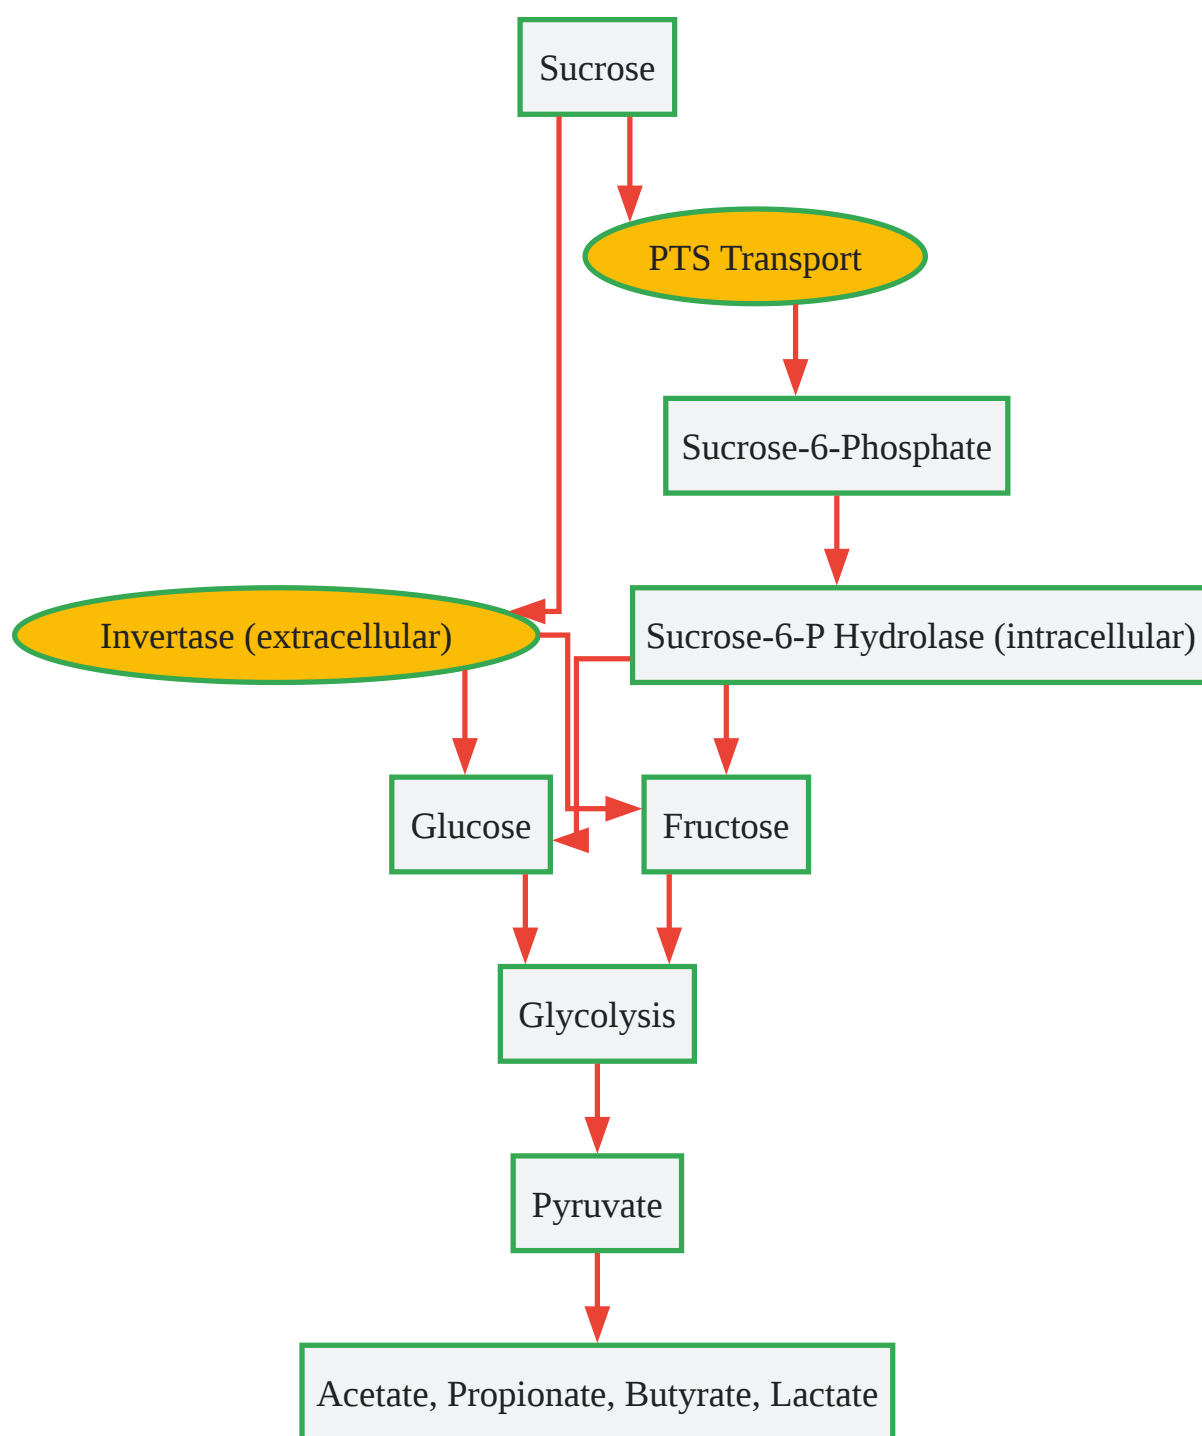 Sucrose
PTS Transport
Sucrose-6-Phosphate
Invertase (extracellular)
Sucrose-6-P Hydrolase (intracellular)
Glucose
Fructose
Glycolysis
Pyruvate
Acetate, Propionate, Butyrate, Lactate